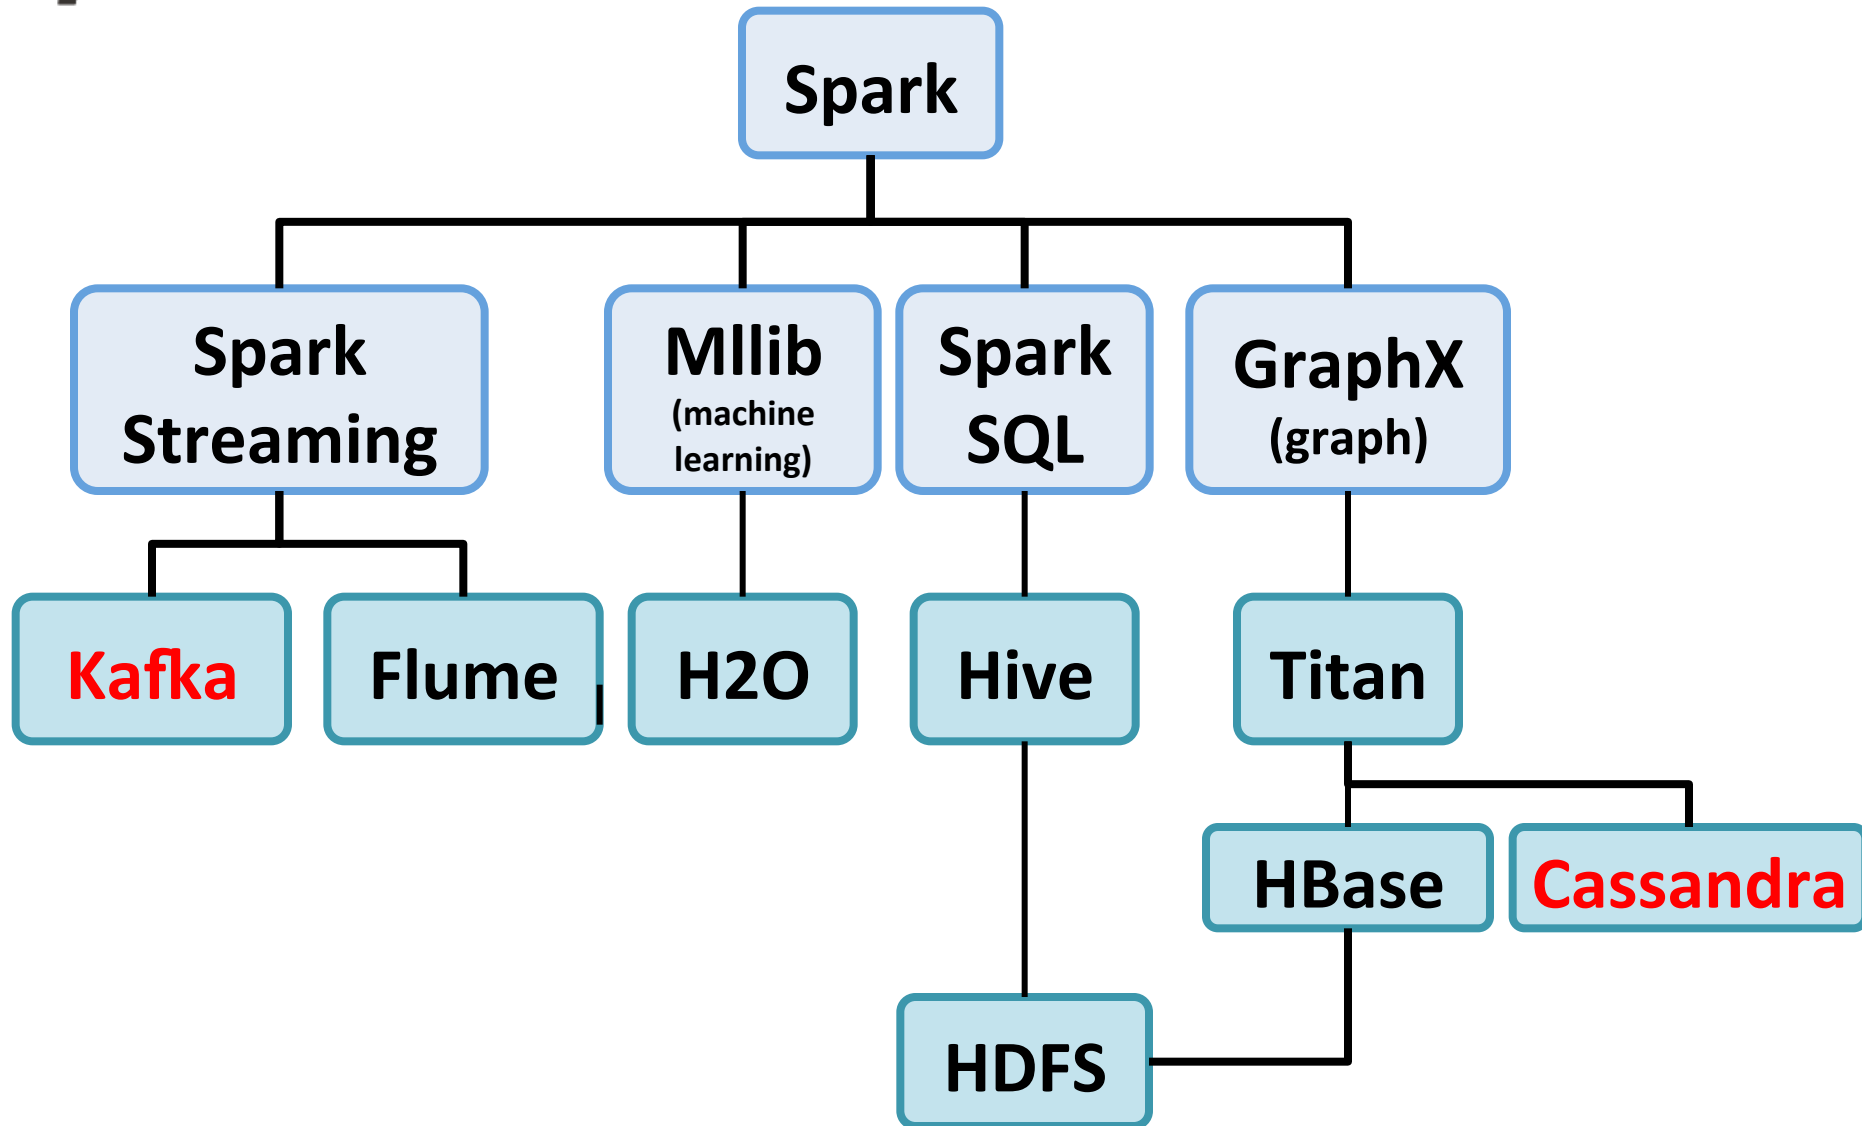 Spark
Spark
Streaming
Mllib
(machine
learning)
Spark
SQL
GraphX
(graph)
Kafka
Flume
H2O
Hive
Titan
HBase
Cassandra
HDFS